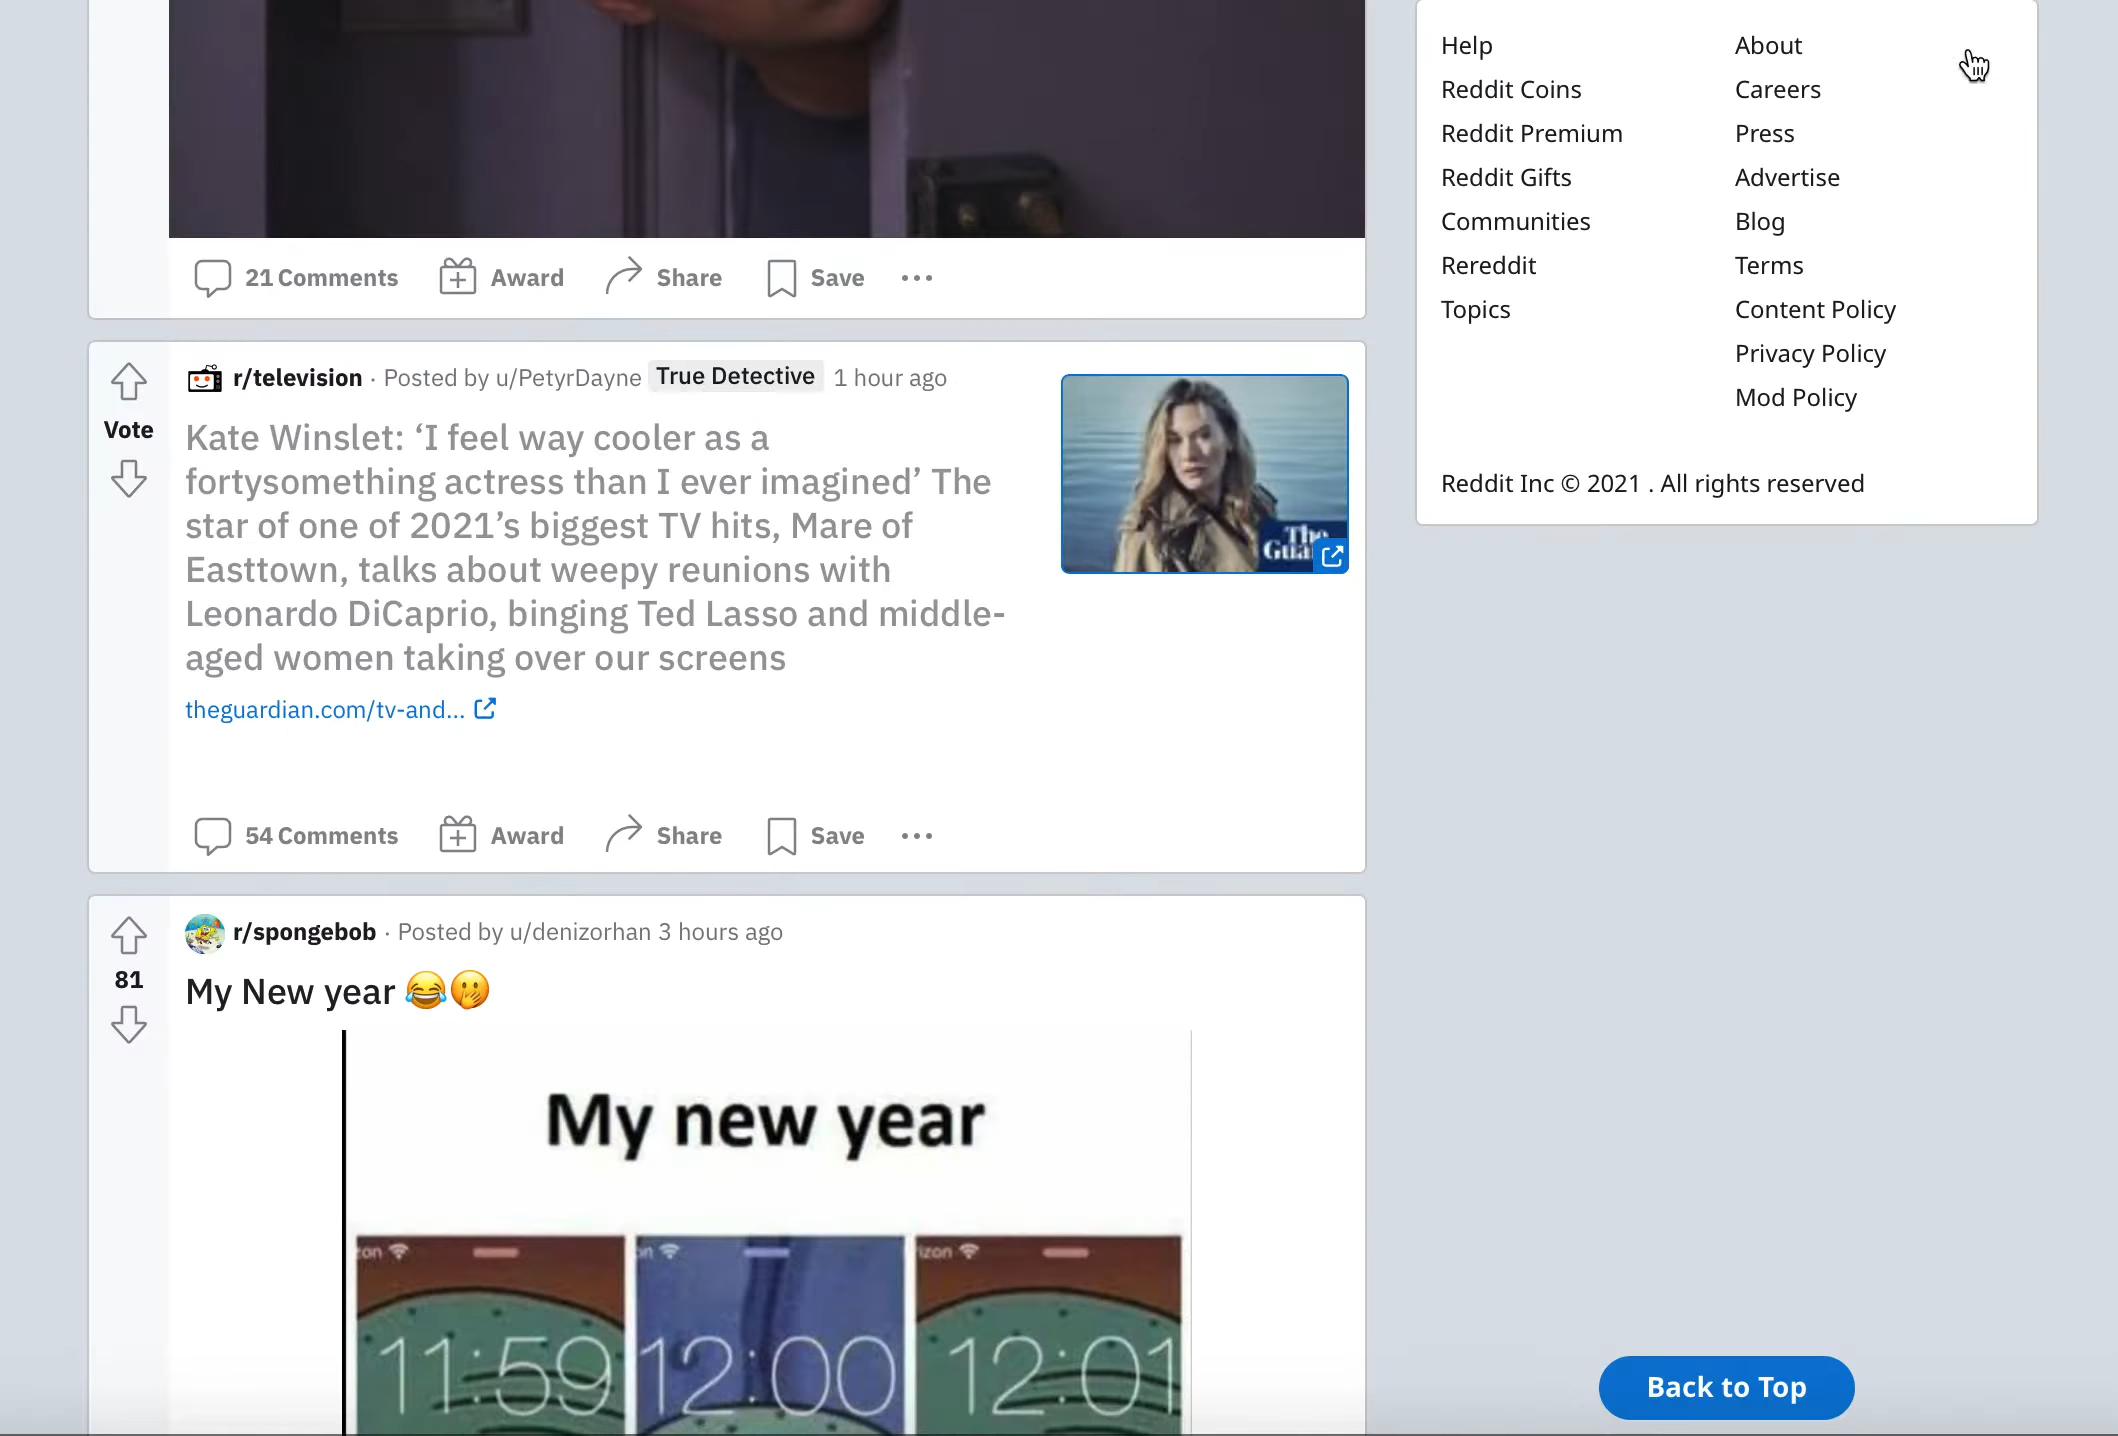 21 Comments Award Share Save
r/television · Posted by u/PetyrDayne True Detective 1 hour ago
Vote
Kate Winslet: ‘I feel way cooler as a
fortysomething actress than I ever imagined’ The
star of one of 2021’s biggest TV hits, Mare of
Easttown, talks about weepy reunions with
Leonardo DiCaprio, binging Ted Lasso and middle-
aged women taking over our screens
theguardian.com/tv-and...
The
54 Comments Award Share Save
r/spongebob · Posted by u/denizorhan 3 hours ago
81
My New year 😂🤭
My new year
11:59 12:00 12:01
Help
Reddit Coins
Reddit Premium
Reddit Gifts
Communities
Rereddit
Topics
About
Careers
Press
Advertise
Blog
Terms
Content Policy
Privacy Policy
Mod Policy
Reddit Inc © 2021 . All rights reserved
Back to Top